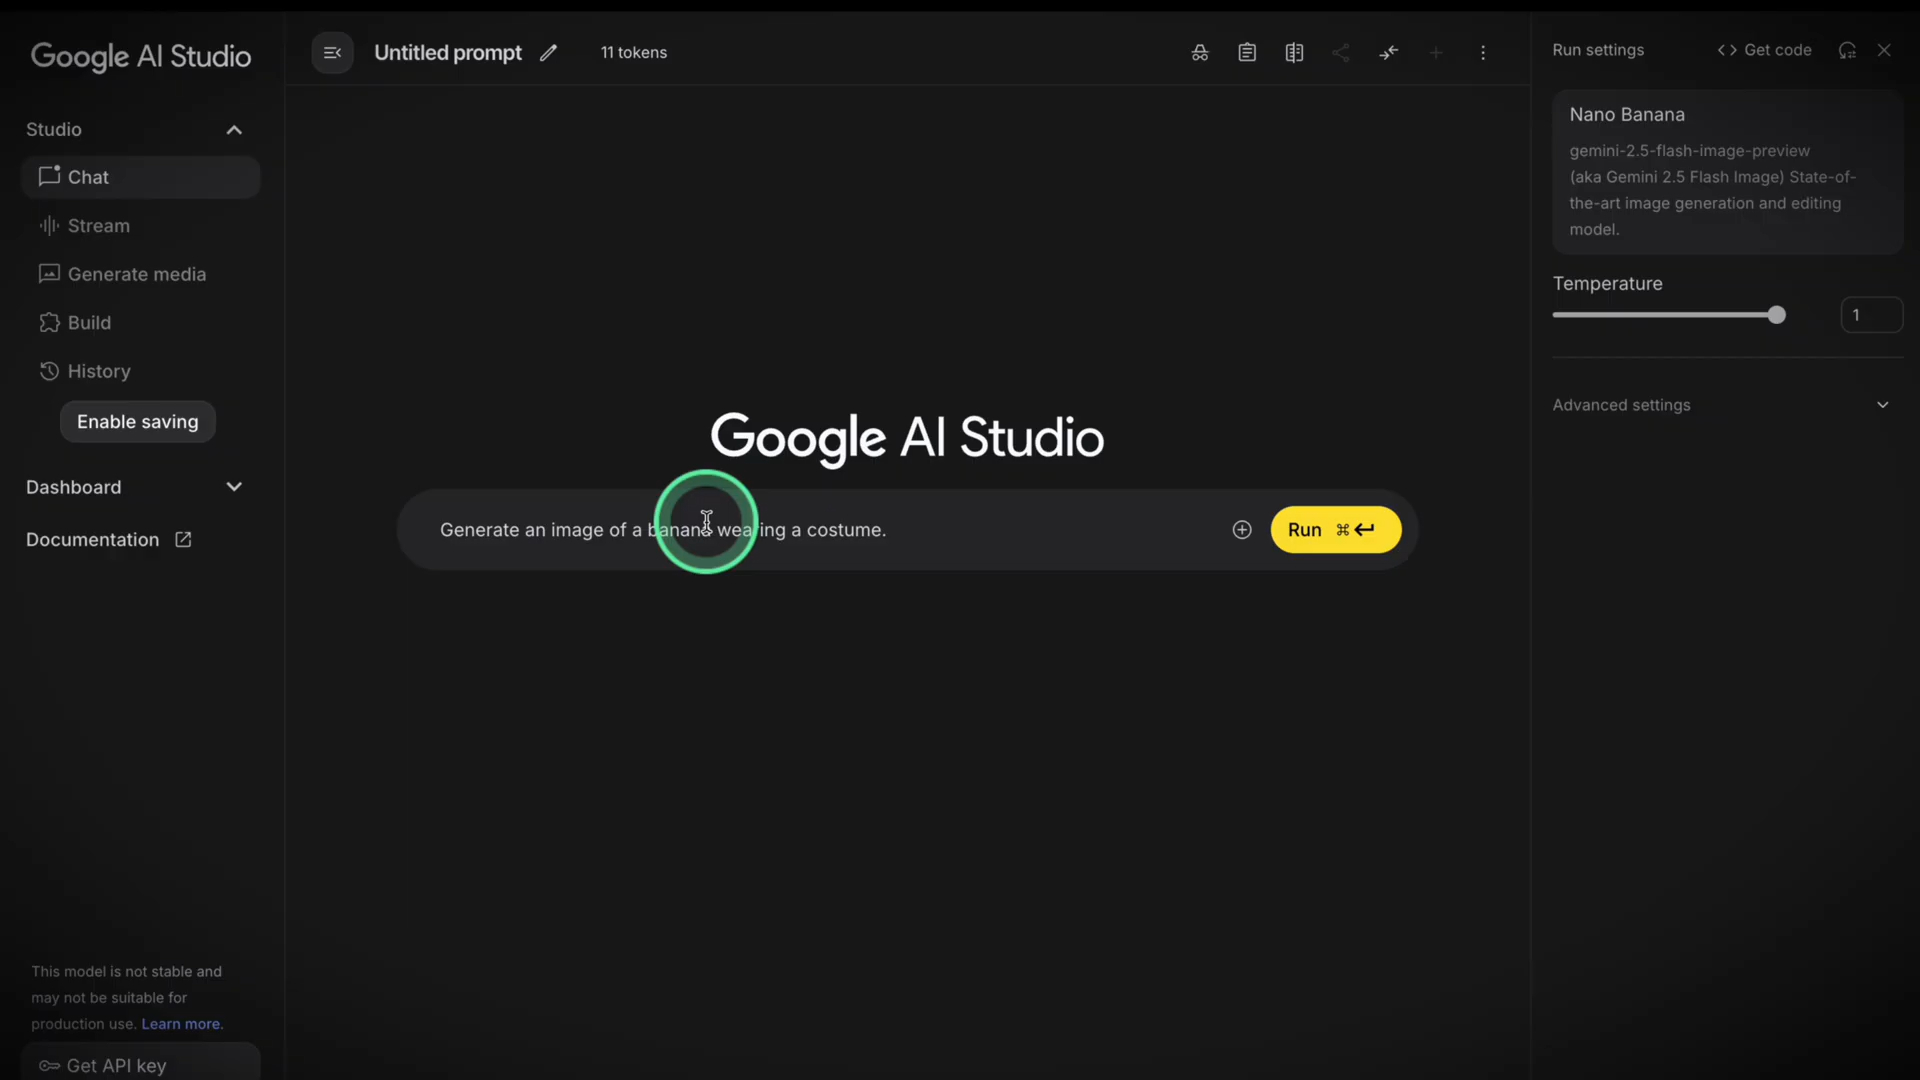 Google AI Studio
Studio
Chat
Stream
Generate media
Build
History
Enable saving
Dashboard
Documentation
This model is not stable and
may not be suitable for
production use. Learn more.
Get API key
Untitled prompt
11 tokens
Google AI Studio
Generate an image of a banana wearing a costume.
Run ⌘↵
Run settings
<> Get code
Nano Banana
gemini-2.5-flash-image-preview
(aka Gemini 2.5 Flash Image) State-of-
the-art image generation and editing
model.
Temperature
1
Advanced settings